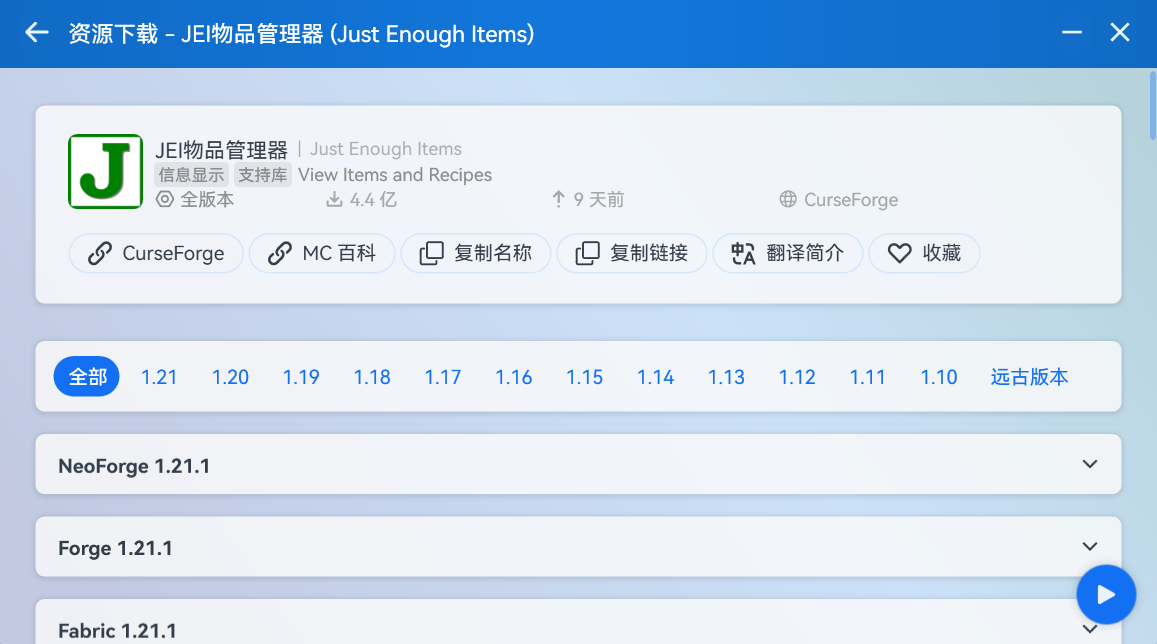 资源下载 - JEI物品管理器 (Just Enough Items)
J
JEI物品管理器 | Just Enough Items
信息显示 支持库 View Items and Recipes
全版本 4.4 亿 9 天前 CurseForge
CurseForge MC 百科 复制名称 复制链接 翻译简介 收藏
全部 1.21 1.20 1.19 1.18 1.17 1.16 1.15 1.14 1.13 1.12 1.11 1.10 远古版本
NeoForge 1.21.1
Forge 1.21.1
Fabric 1.21.1